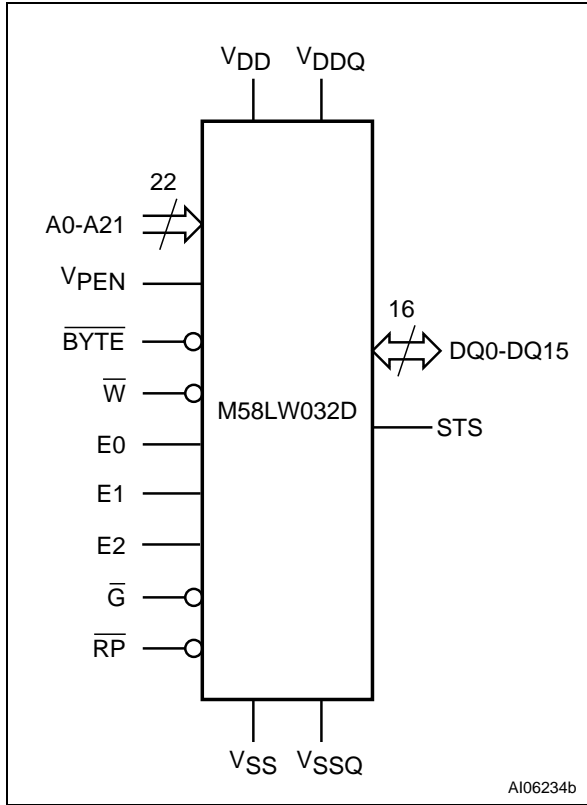 VDD VDDQ
22
A0-A21
VPEN
16
BYTE
DQ0-DQ15
W
M58LW032D
STS
E0
E1
E2
G
RP
VSS VSSQ
AI06234b